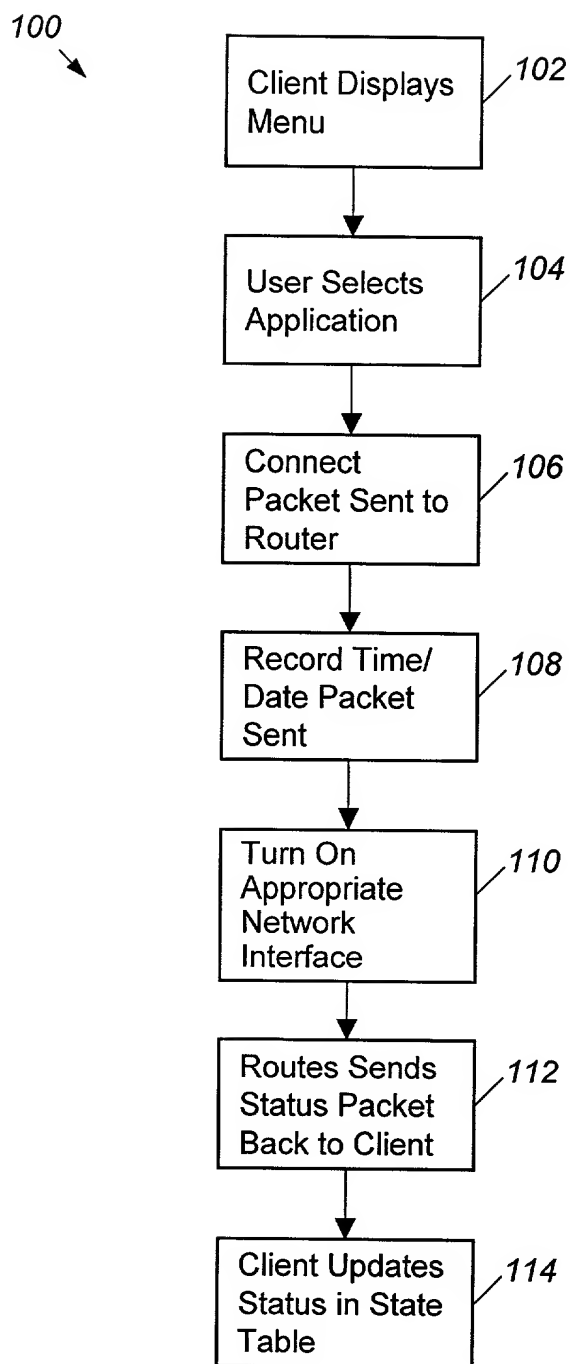 100
Client Displays
Menu
102
User Selects
Application
104
Connect
Packet Sent to
Router
106
Record Time/
Date Packet
Sent
108
Turn On
Appropriate
Network
Interface
110
Routes Sends
Status Packet
Back to Client
112
Client Updates
Status in State
Table
114